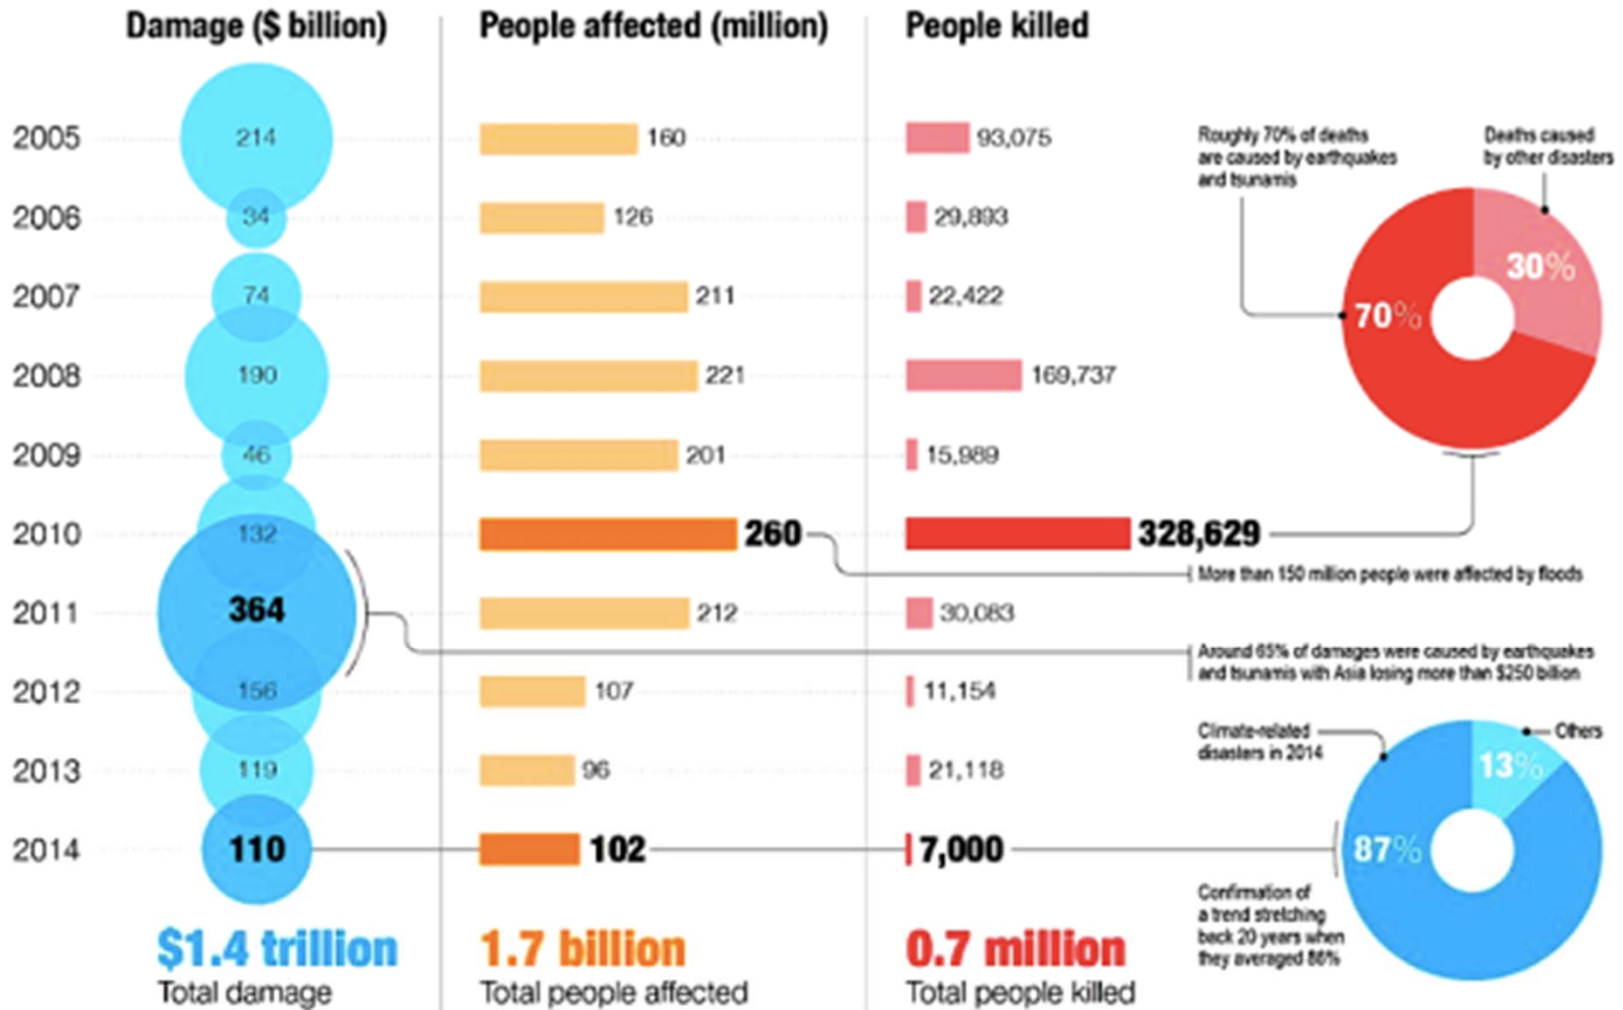 Damage ($ billion)
People affected (million)
People killed
2005
214
160
93,075
2006
34
126
29,893
2007
74
211
22,422
2008
190
221
169,737
2009
46
201
15,989
2010
132
260
328,629
2011
364
212
30,083
2012
156
107
11,154
2013
119
96
21,118
2014
110
102
7,000
$1.4 trillion
Total damage
1.7 billion
Total people affected
0.7 million
Total people killed
Roughly 70% of deaths
are caused by earthquakes
and tsunamis
Deaths caused
by other disasters
30%
70%
More than 150 million people were affected by floods
Around 65% of damages were caused by earthquakes
and tsunamis with Asia losing more than $250 billion
Climate-related
disasters in 2014
Others
13%
87%
Confirmation of
a trend stretching
back 20 years when
they averaged 86%